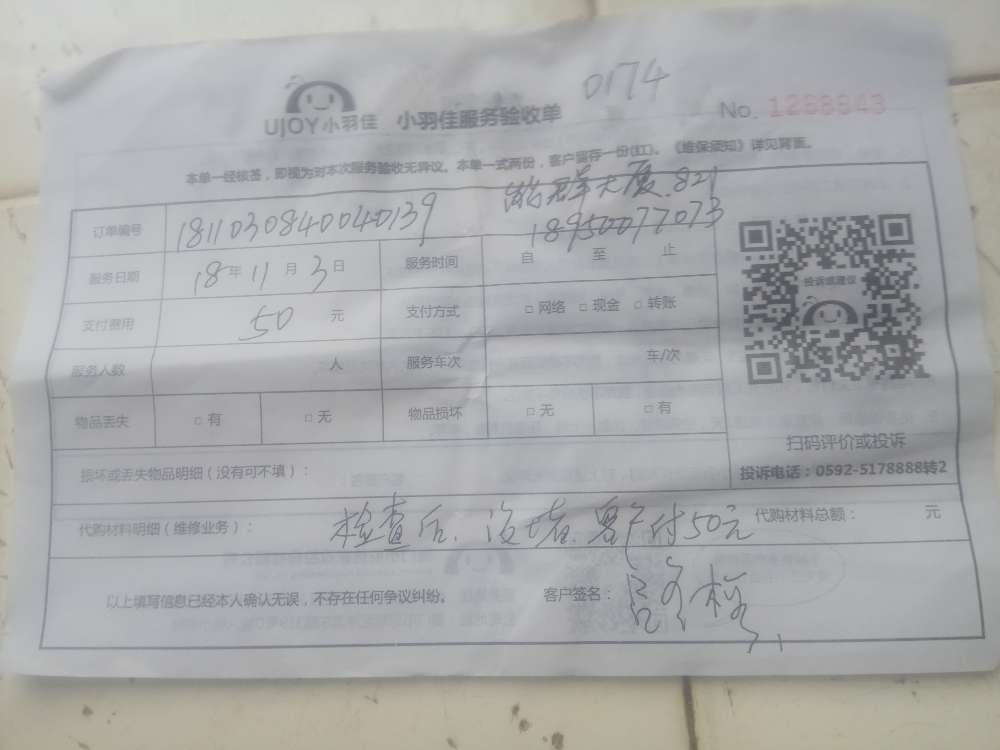 0174
UJOY小羽佳 小羽佳服务验收单 No. 1288843
本单一经核签，即视为对本次服务验收无异议。本单一式两份，客户留存一份(红)。《维保须知》详见背面。
大厦.821
订单编号 1811030840040139 18950077073
服务日期 18年11月3日 服务时间 自 至 止
支付费用 50 元 支付方式 □ 网络 □ 现金 □ 转账
投诉或建议
服务人数 人 服务车次 车/次
物品丢失 □ 有 □ 无 物品损坏 □ 无 □ 有
扫码评价或投诉
损坏或丢失物品明细（没有可不填）：
投诉电话：0592-5178888转2
代购材料明细（维修业务）： 检查后.没堵.客户付50元 代购材料总额： 元
以上填写信息已经本人确认无误，不存在任何争议纠纷。 客户签名：